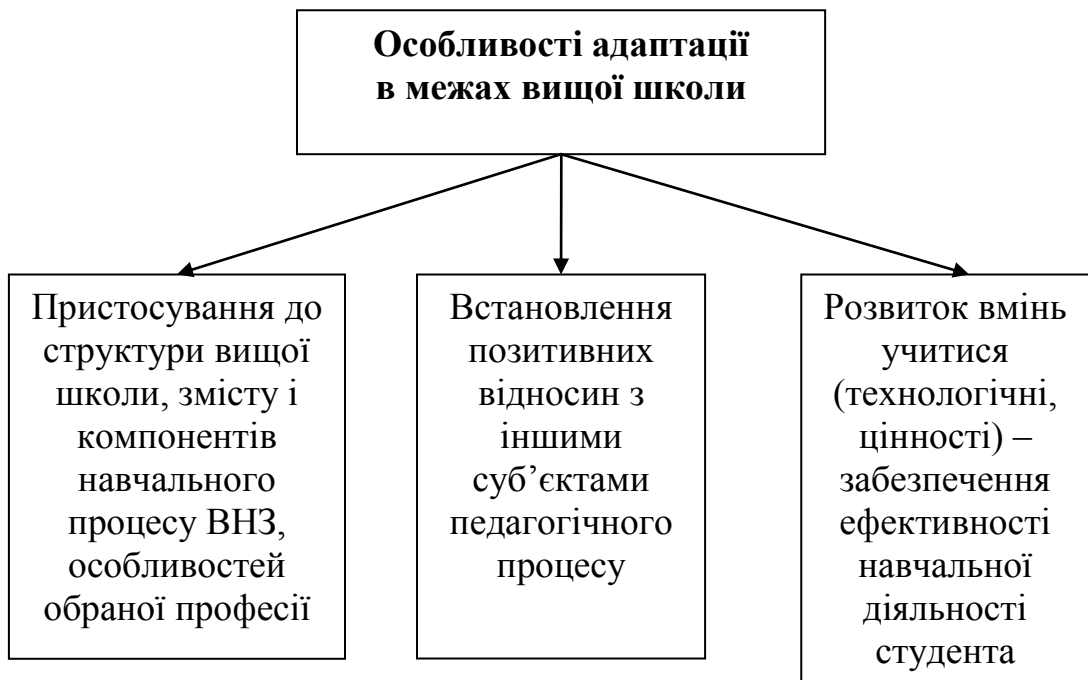 Особливості адаптації
в межах вищої школи
Пристосування до
структури вищої
школи, змісту і
компонентів
навчального
процесу ВНЗ,
особливостей
обраної професії
Встановлення
позитивних
відносин з
іншими
суб’єктами
педагогічного
процесу
Розвиток вмінь
учитися
(технологічні,
цінності) –
забезпечення
ефективності
навчальної
діяльності
студента